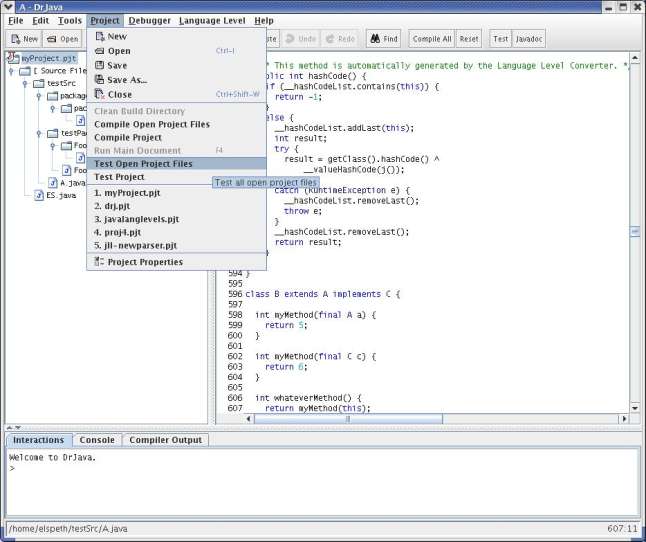 A - DrJava
File Edit Tools Project Debugger Language Level Help
New Open Undo Redo Find Compile All Reset Test Javadoc
New
Open Ctrl-I
Save
Save As...
Close Ctrl+Shift-W
Clean Build Directory
Compile Open Project Files
Compile Project
Run Main Document F4
Test Open Project Files
Test Project
Test all open project files
1. myProject.pjt
2. drj.pjt
3. javalanglevels.pjt
4. proj4.pjt
5. jll-newparser.pjt
Project Properties
myProject.pjt
[ Source File
testSrc
packag
pac
testPa
Foo
Foo
A.java
ES.java
* This method is automatically generated by the Language Level Converter. *
int hashCode() {
(__hashCodeList.contains(this)) {
return -1;
}
else {
__hashCodeList.addLast(this);
int result;
try {
result = getClass().hashCode() ^
__valueHash(j());
}
catch (RuntimeException e) {
__hashCodeList.removeLast();
throw e;
}
__hashCodeList.removeLast();
return result;
}
594 }
595
596 class B extends A implements C {
597
598 int myMethod(final A a) {
599 return 5;
600 }
601
602 int myMethod(final C c) {
603 return 6;
604 }
605
606 int whateverMethod() {
607 return myMethod(this);
Interactions Console Compiler Output
Welcome to DrJava.
>
/home/elspeth/testSrc/A.java 607:11